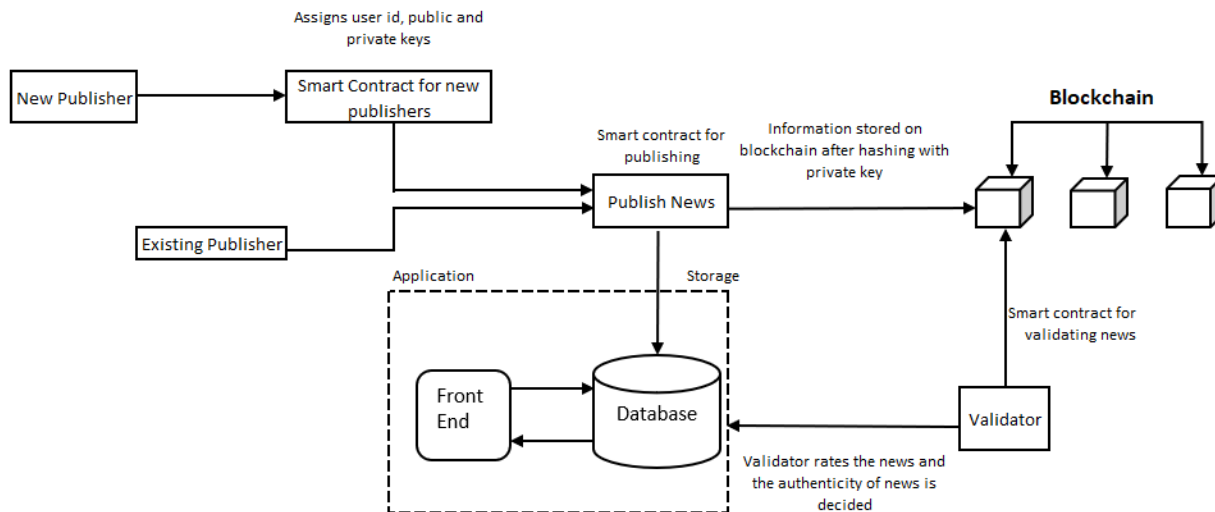 Assigns user id, public and
private keys
New Publisher
Smart Contract for new
publishers
Blockchain
Smart contract for
publishing
Information stored on
blockchain after hashing with
private key
Publish News
Existing Publisher
Application
Storage
Smart contract for
validating news
Front
End
Database
Validator
Validator rates the news and
the authenticity of news is
decided